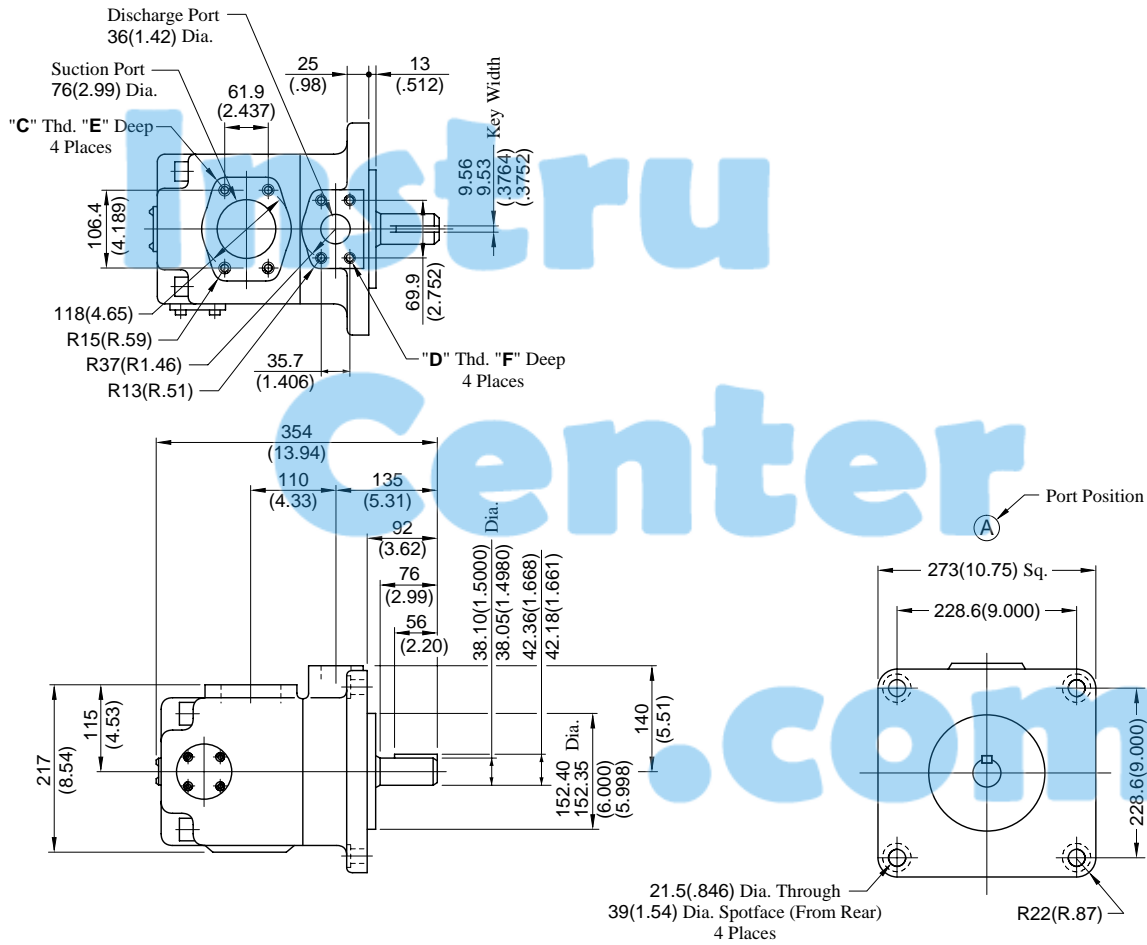 Discharge Port
36(1.42) Dia.
Suction Port
76(2.99) Dia.
"C" Thd. "E" Deep
4 Places
61.9
(2.437)
25
(.98)
13
(.512)
Key Width
9.56
9.53
(.3764)
(.3752)
106.4
(4.189)
118(4.65)
R15(R.59)
R37(R1.46)
R13(R.51)
35.7
(1.406)
69.9
(2.752)
"D" Thd. "F" Deep
4 Places
354
(13.94)
110
(4.33)
135
(5.31)
92
(3.62)
76
(2.99)
56
(2.20)
Dia.
38.10(1.5000)
38.05(1.4980)
42.36(1.668)
42.18(1.661)
217
(8.54)
115
(4.53)
140
(5.51)
Dia.
152.40
152.35
(6.000)
(5.998)
Port Position
A
273(10.75) Sq.
228.6(9.000)
228.6(9.000)
21.5(.846) Dia. Through
39(1.54) Dia. Spotface (From Rear)
4 Places
R22(R.87)
Instru
Center
.com